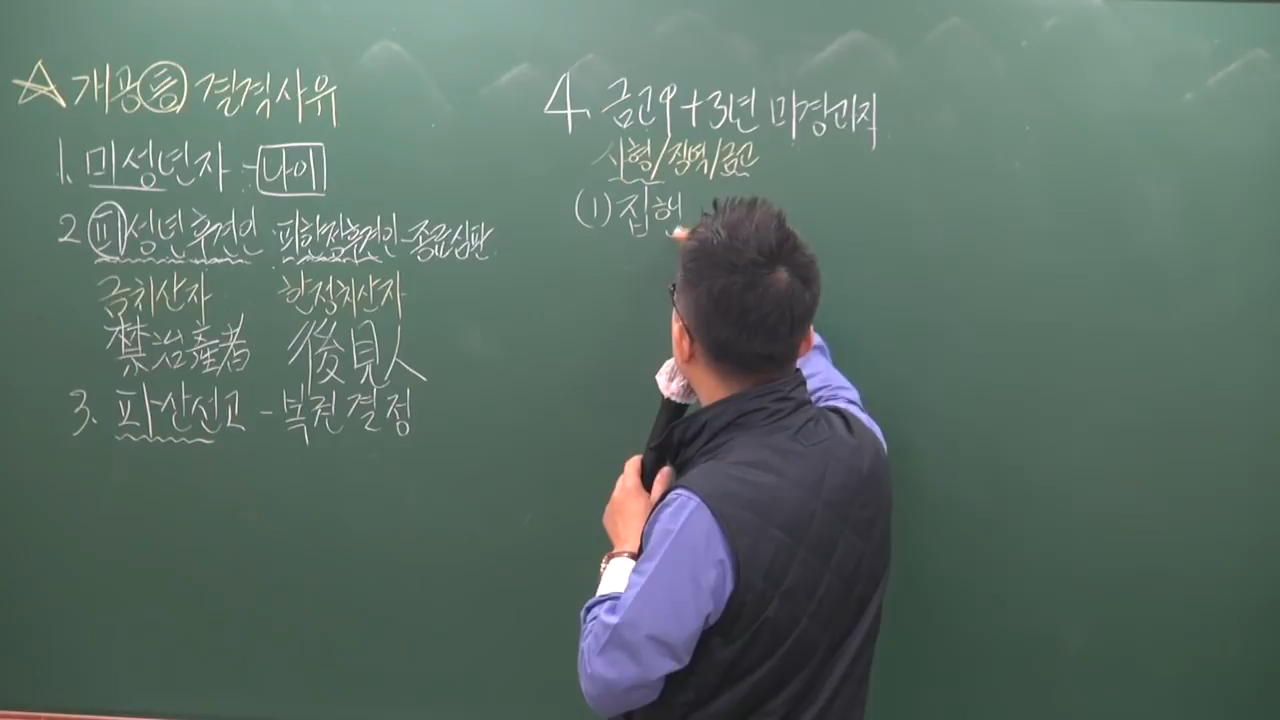 ☆ 개공(등) 결격사유
1. 미성년자 - 나이
2 피성년후견인 피한정후견인 - 종료심판
금치산자 한정치산자
禁治産者 後見人
3. 파산선고 - 복권결정
4. 금고↑ + 3년 미경과자
사형/징역/금고
(1) 집행